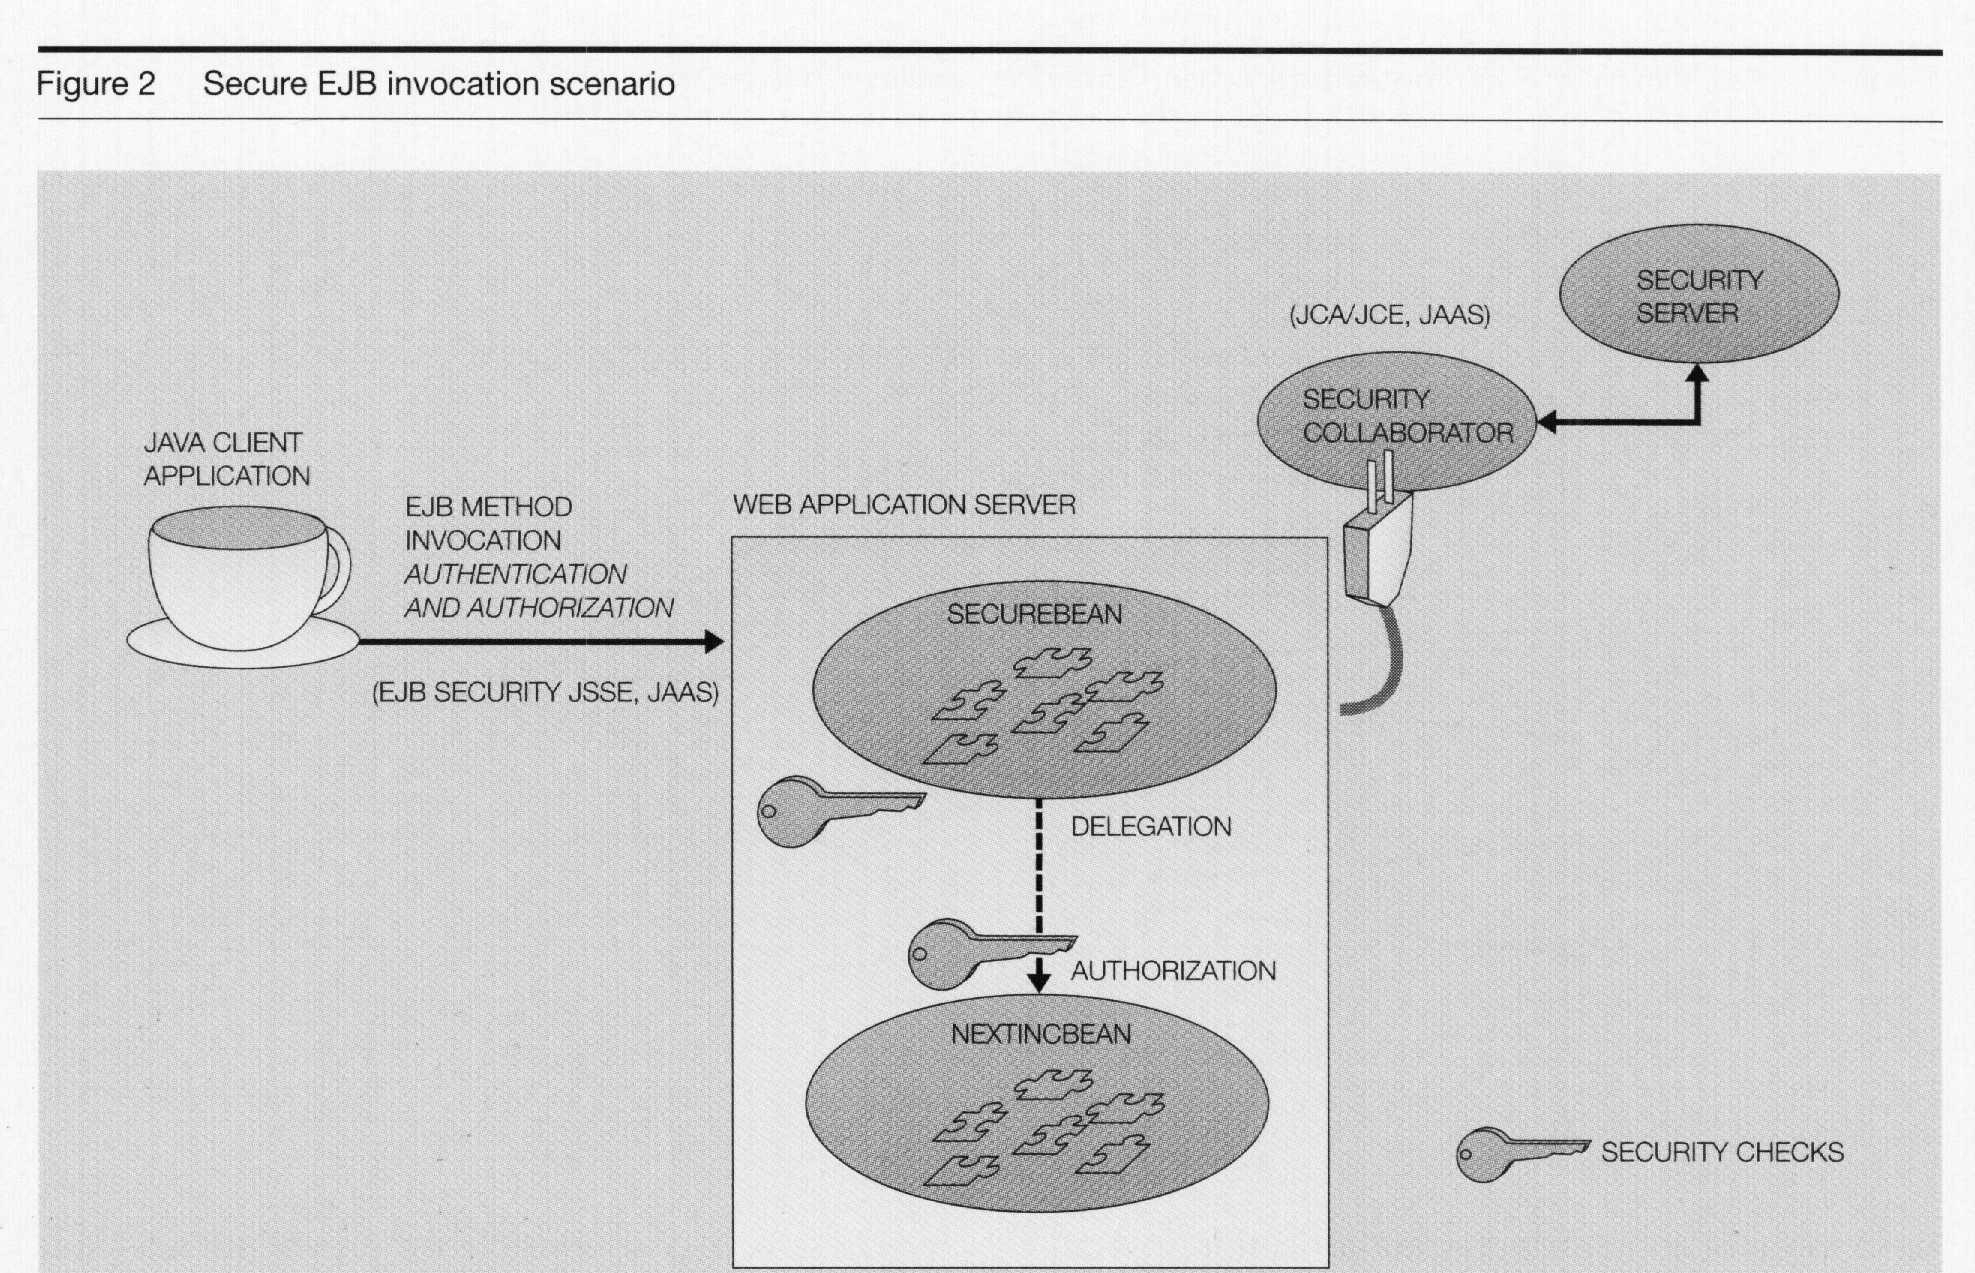 Figure 2 Secure EJB invocation scenario
SECURITY
SERVER
(JCA/JCE, JAAS)
SECURITY
COLLABORATOR
JAVA CLIENT
APPLICATION
EJB METHOD
INVOCATION
AUTHENTICATION
AND AUTHORIZATION
(EJB SECURITY JSSE, JAAS)
WEB APPLICATION SERVER
SECUREBEAN
DELEGATION
AUTHORIZATION
NEXTINCBEAN
SECURITY CHECKS